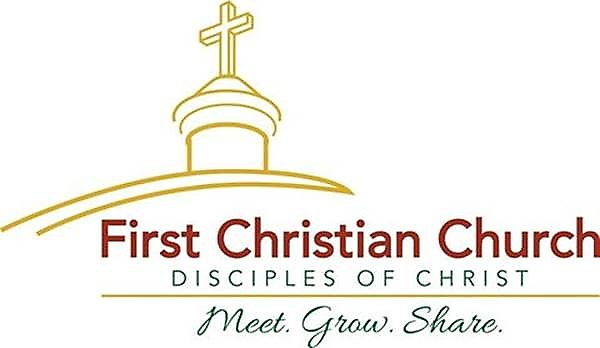 First Christian Church
DISCIPLES OF CHRIST
Meet. Grow. Share.